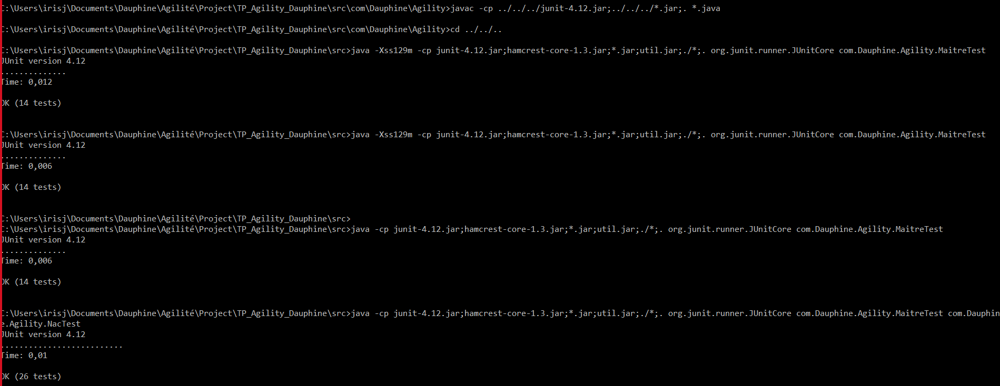 C:\Users\irisj\Documents\Dauphine\Agilité\Project\TP_Agility_Dauphine\src\com\Dauphine\Agility>javac -cp ../../../junit-4.12.jar;../../../*.jar;. *.java
C:\Users\irisj\Documents\Dauphine\Agilité\Project\TP_Agility_Dauphine\src\com\Dauphine\Agility>cd ../../..
C:\Users\irisj\Documents\Dauphine\Agilité\Project\TP_Agility_Dauphine\src>java -Xss129m -cp junit-4.12.jar;hamcrest-core-1.3.jar;*.jar;util.jar;./*;. org.junit.runner.JUnitCore com.Dauphine.Agility.MaitreTest
JUnit version 4.12
..............
Time: 0,012
OK (14 tests)
C:\Users\irisj\Documents\Dauphine\Agilité\Project\TP_Agility_Dauphine\src>java -Xss129m -cp junit-4.12.jar;hamcrest-core-1.3.jar;*.jar;util.jar;./*;. org.junit.runner.JUnitCore com.Dauphine.Agility.MaitreTest
JUnit version 4.12
..............
Time: 0,006
OK (14 tests)
C:\Users\irisj\Documents\Dauphine\Agilité\Project\TP_Agility_Dauphine\src>
C:\Users\irisj\Documents\Dauphine\Agilité\Project\TP_Agility_Dauphine\src>java -cp junit-4.12.jar;hamcrest-core-1.3.jar;*.jar;util.jar;./*;. org.junit.runner.JUnitCore com.Dauphine.Agility.MaitreTest
JUnit version 4.12
..............
Time: 0,006
OK (14 tests)
C:\Users\irisj\Documents\Dauphine\Agilité\Project\TP_Agility_Dauphine\src>java -cp junit-4.12.jar;hamcrest-core-1.3.jar;*.jar;util.jar;./*;. org.junit.runner.JUnitCore com.Dauphine.Agility.MaitreTest com.Dauphin
e.Agility.NacTest
JUnit version 4.12
..........................
Time: 0,01
OK (26 tests)